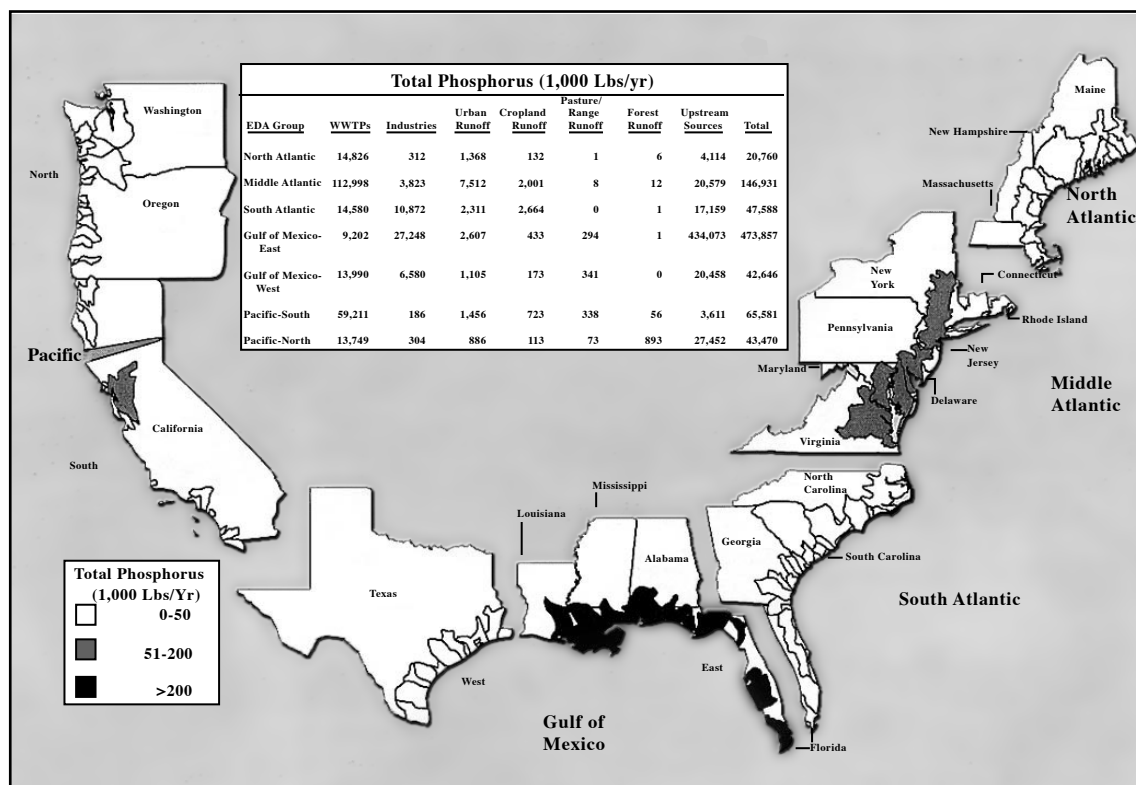 Total Phosphorus (1,000 Lbs/yr)
EDA Group WWTPs Industries Urban Runoff Cropland Runoff Pasture/ Range Runoff Forest Runoff Upstream Sources Total
North Atlantic 14,826 312 1,368 132 1 6 4,114 20,760
Middle Atlantic 112,998 3,823 7,512 2,001 8 12 20,579 146,931
South Atlantic 14,580 10,872 2,311 2,664 0 1 17,159 47,588
Gulf of Mexico- 9,202 27,248 2,607 433 294 1 434,073 473,857
East
Gulf of Mexico- 13,990 6,580 1,105 173 341 0 20,458 42,646
West
Pacific-South 59,211 186 1,456 723 338 56 3,611 65,581
Pacific-North 13,749 304 886 113 73 893 27,452 43,470
Washington
North
Oregon
Pacific
California
South
Maine
New Hampshire
Massachusetts
North
Atlantic
New
York
Connecticut
Rhode Island
Pennsylvania
New
Jersey
Maryland
Delaware
Middle
Atlantic
Virginia
North
Carolina
Mississippi
Louisiana
Georgia
Alabama
South Carolina
Texas
South Atlantic
West
East
Gulf of
Mexico
Florida
Total Phosphorus
(1,000 Lbs/Yr)
0-50
51-200
>200